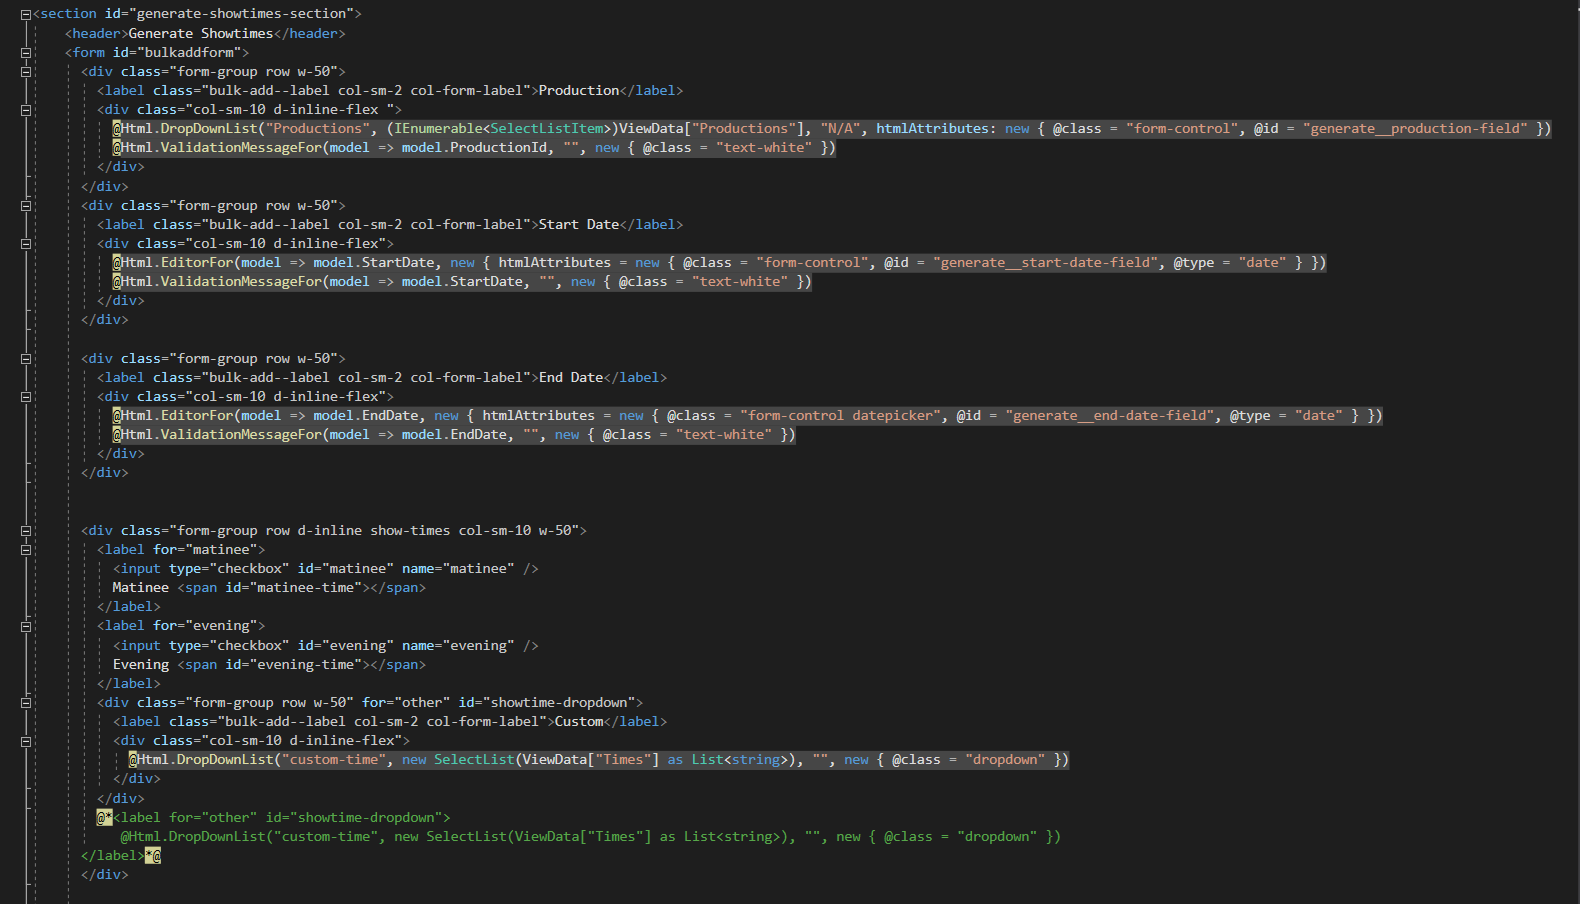 <section id="generate-showtimes-section">
<header>Generate Showtimes</header>
<form id="bulkaddform">
<div class="form-group row w-50">
<label class="bulk-add--label col-sm-2 col-form-label">Production</label>
<div class="col-sm-10 d-inline-flex ">
@Html.DropDownList("Productions", (IEnumerable<SelectListItem>)ViewData["Productions"], "N/A", htmlAttributes: new { @class = "form-control", @id = "generate__production-field" })
@Html.ValidationMessageFor(model => model.ProductionId, "", new { @class = "text-white" })
</div>
</div>
<div class="form-group row w-50">
<label class="bulk-add--label col-sm-2 col-form-label">Start Date</label>
<div class="col-sm-10 d-inline-flex">
@Html.EditorFor(model => model.StartDate, new { htmlAttributes = new { @class = "form-control", @id = "generate__start-date-field", @type = "date" } })
@Html.ValidationMessageFor(model => model.StartDate, "", new { @class = "text-white" })
</div>
</div>
<div class="form-group row w-50">
<label class="bulk-add--label col-sm-2 col-form-label">End Date</label>
<div class="col-sm-10 d-inline-flex">
@Html.EditorFor(model => model.EndDate, new { htmlAttributes = new { @class = "form-control datepicker", @id = "generate__end-date-field", @type = "date" } })
@Html.ValidationMessageFor(model => model.EndDate, "", new { @class = "text-white" })
</div>
</div>
<div class="form-group row d-inline show-times col-sm-10 w-50">
<label for="matinee">
<input type="checkbox" id="matinee" name="matinee" />
Matinee <span id="matinee-time"></span>
</label>
<label for="evening">
<input type="checkbox" id="evening" name="evening" />
Evening <span id="evening-time"></span>
</label>
<div class="form-group row w-50" for="other" id="showtime-dropdown">
<label class="bulk-add--label col-sm-2 col-form-label">Custom</label>
<div class="col-sm-10 d-inline-flex">
@Html.DropDownList("custom-time", new SelectList(ViewData["Times"] as List<string>), "", new { @class = "dropdown" })
</div>
</div>
@*<label for="other" id="showtime-dropdown">
@Html.DropDownList("custom-time", new SelectList(ViewData["Times"] as List<string>), "", new { @class = "dropdown" })
</label>*@
</div>